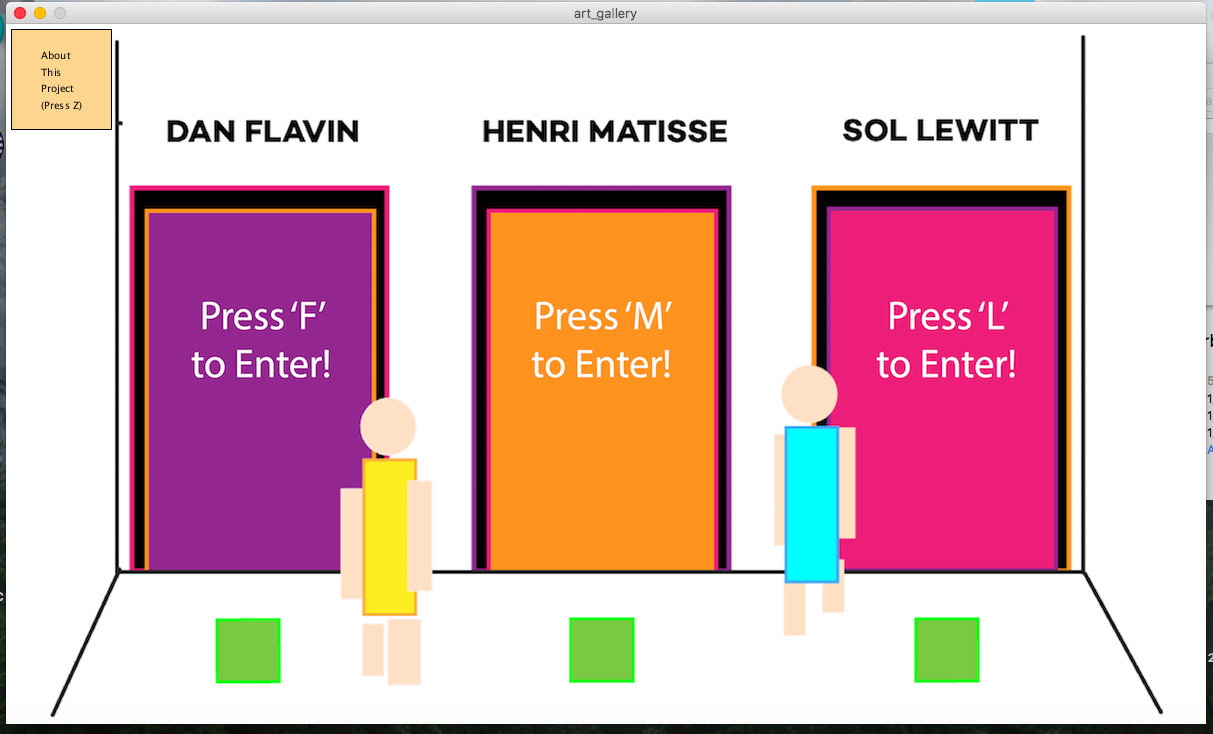 art_gallery
About
This
Project
(Press Z)
DAN FLAVIN
HENRI MATISSE
SOL LEWITT
Press ‘F’
to Enter!
Press ‘M’
to Enter!
Press ‘L’
to Enter!